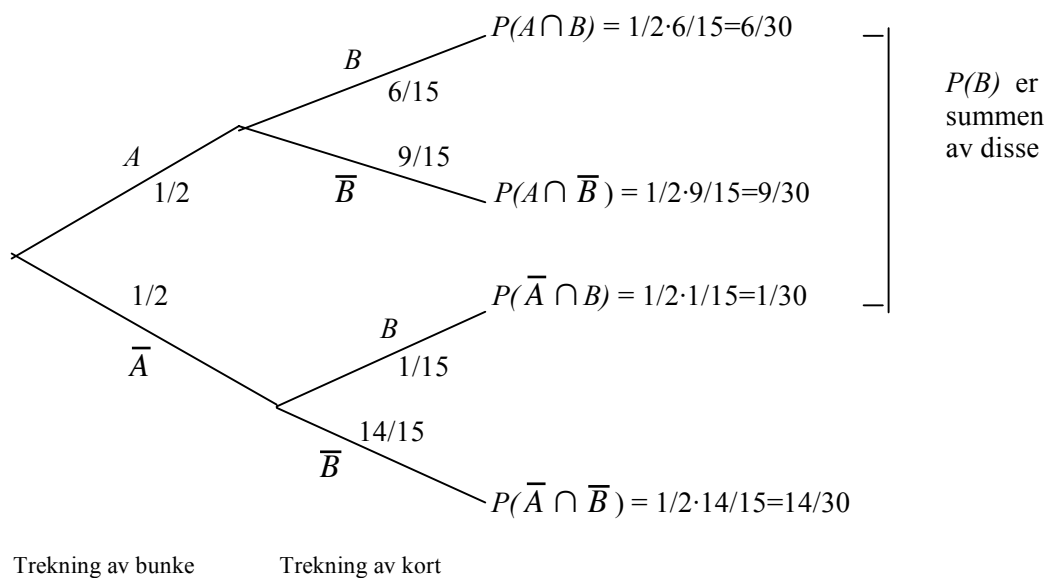 P(A∩B) = 1/2·6/15=6/30
B
6/15
P(B) er
summen
av disse
A
1/2
9/15
B̅
P(A∩ B̅ ) = 1/2·9/15=9/30
1/2
A̅
P( A̅ ∩B) = 1/2·1/15=1/30
B
1/15
14/15
B̅
P( A̅ ∩ B̅ ) = 1/2·14/15=14/30
Trekning av bunke
Trekning av kort